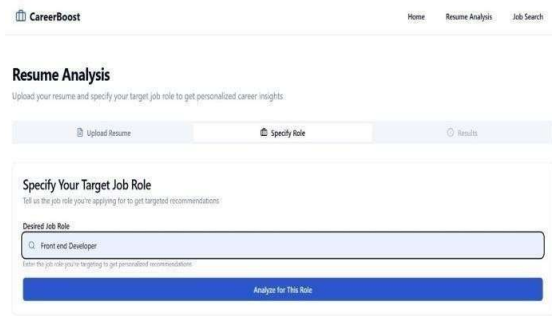 CareerBoost
Home Resume Analysis Job Search
Resume Analysis
Upload your resume and specify your target job role to get personalized career insights
Upload Resume Specify Role Results
Specify Your Target Job Role
Tell us the job role you're applying for to get targeted recommendations
Desired Job Role
Front end Developer
Enter the job role you're targeting to get personalized recommendations
Analyze for This Role